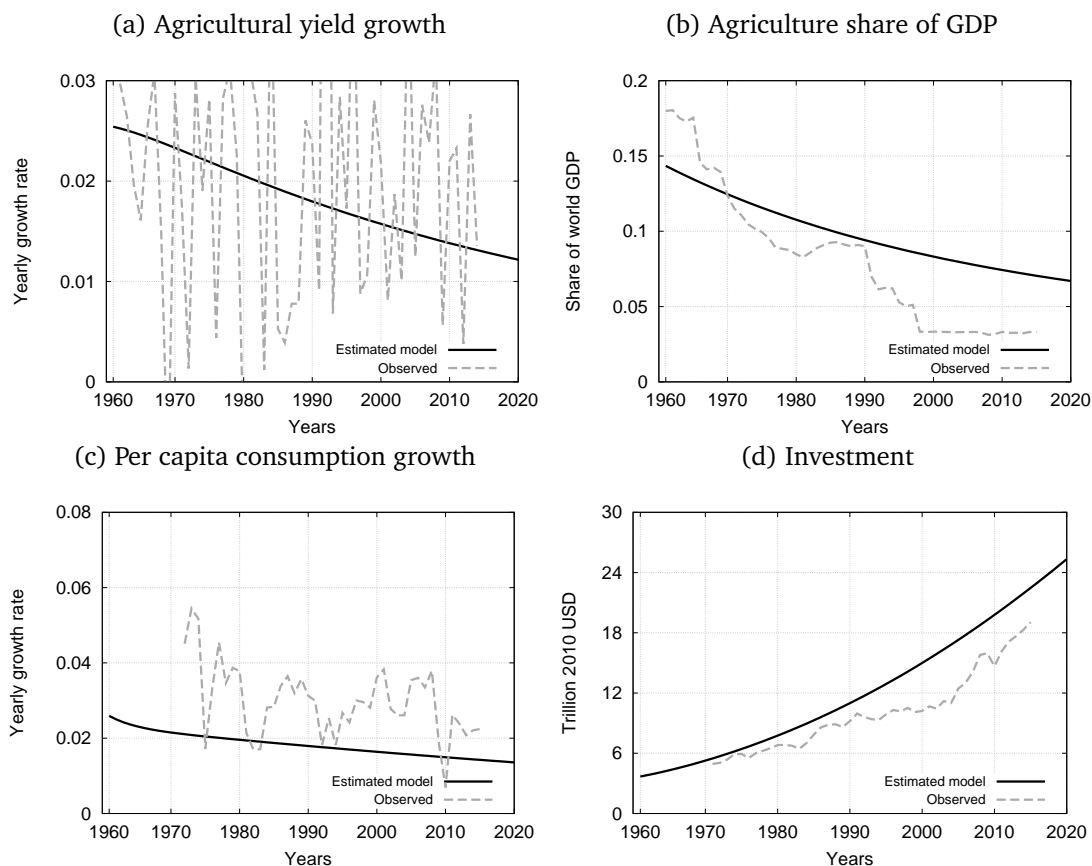 (a) Agricultural yield growth
0.03
0.02
0.01
0
1960 1970 1980 1990 2000 2010 2020
Yearly growth rate
Years
Estimated model
Observed
(b) Agriculture share of GDP
0.2
0.15
0.1
0.05
0
1960 1970 1980 1990 2000 2010 2020
Share of world GDP
Years
Estimated model
Observed
(c) Per capita consumption growth
0.08
0.06
0.04
0.02
0
1960 1970 1980 1990 2000 2010 2020
Yearly growth rate
Years
Estimated model
Observed
(d) Investment
30
24
18
12
6
0
1960 1970 1980 1990 2000 2010 2020
Trillion 2010 USD
Years
Estimated model
Observed